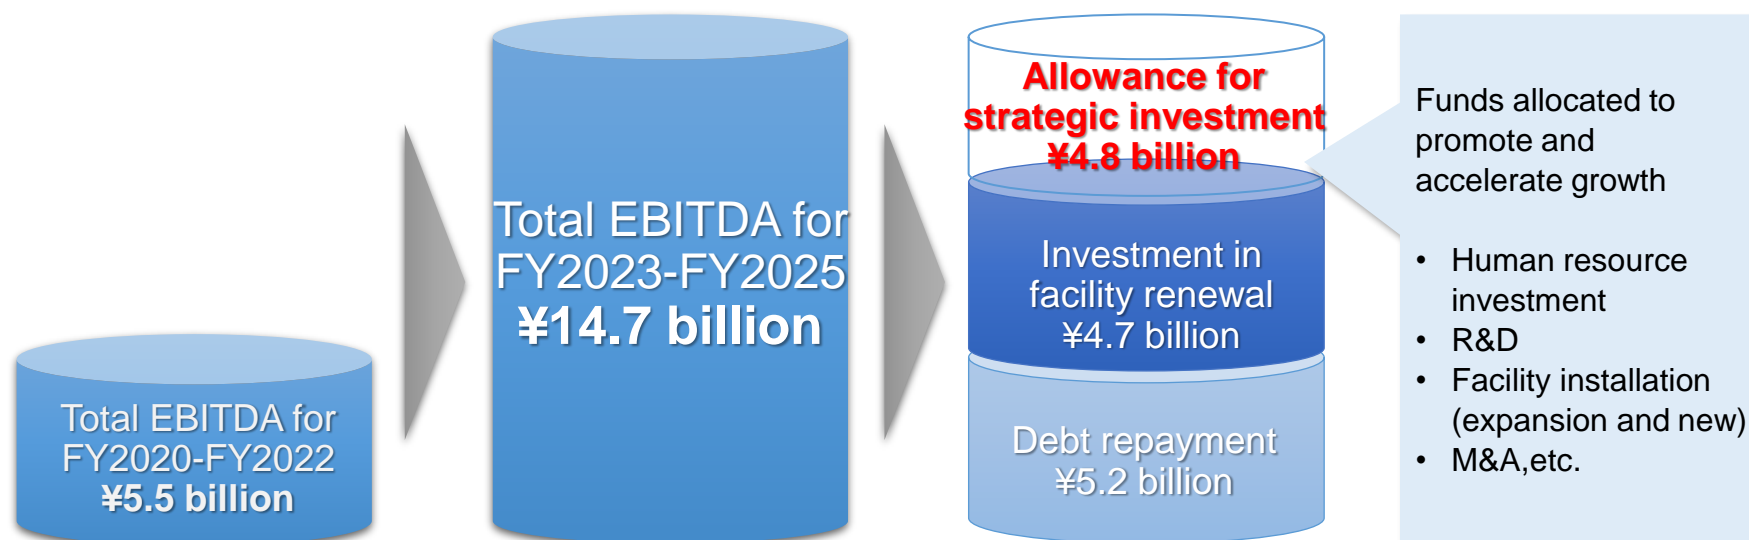 Total EBITDA for
FY2020-FY2022
¥5.5 billion
Total EBITDA for
FY2023-FY2025
¥14.7 billion
Allowance for
strategic investment
¥4.8 billion
Investment in
facility renewal
¥4.7 billion
Debt repayment
¥5.2 billion
Funds allocated to
promote and
accelerate growth
• Human resource
investment
• R&D
• Facility installation
(expansion and new)
• M&A,etc.